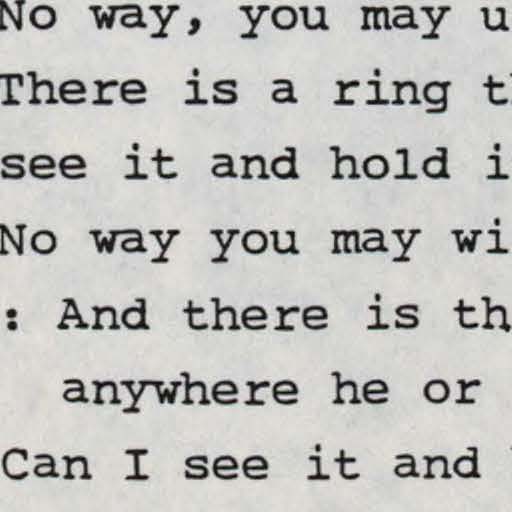 No way, you may u
There is a ring t
see it and hold i
No way you may wi
: And there is th
anywhere he or
Can I see it and